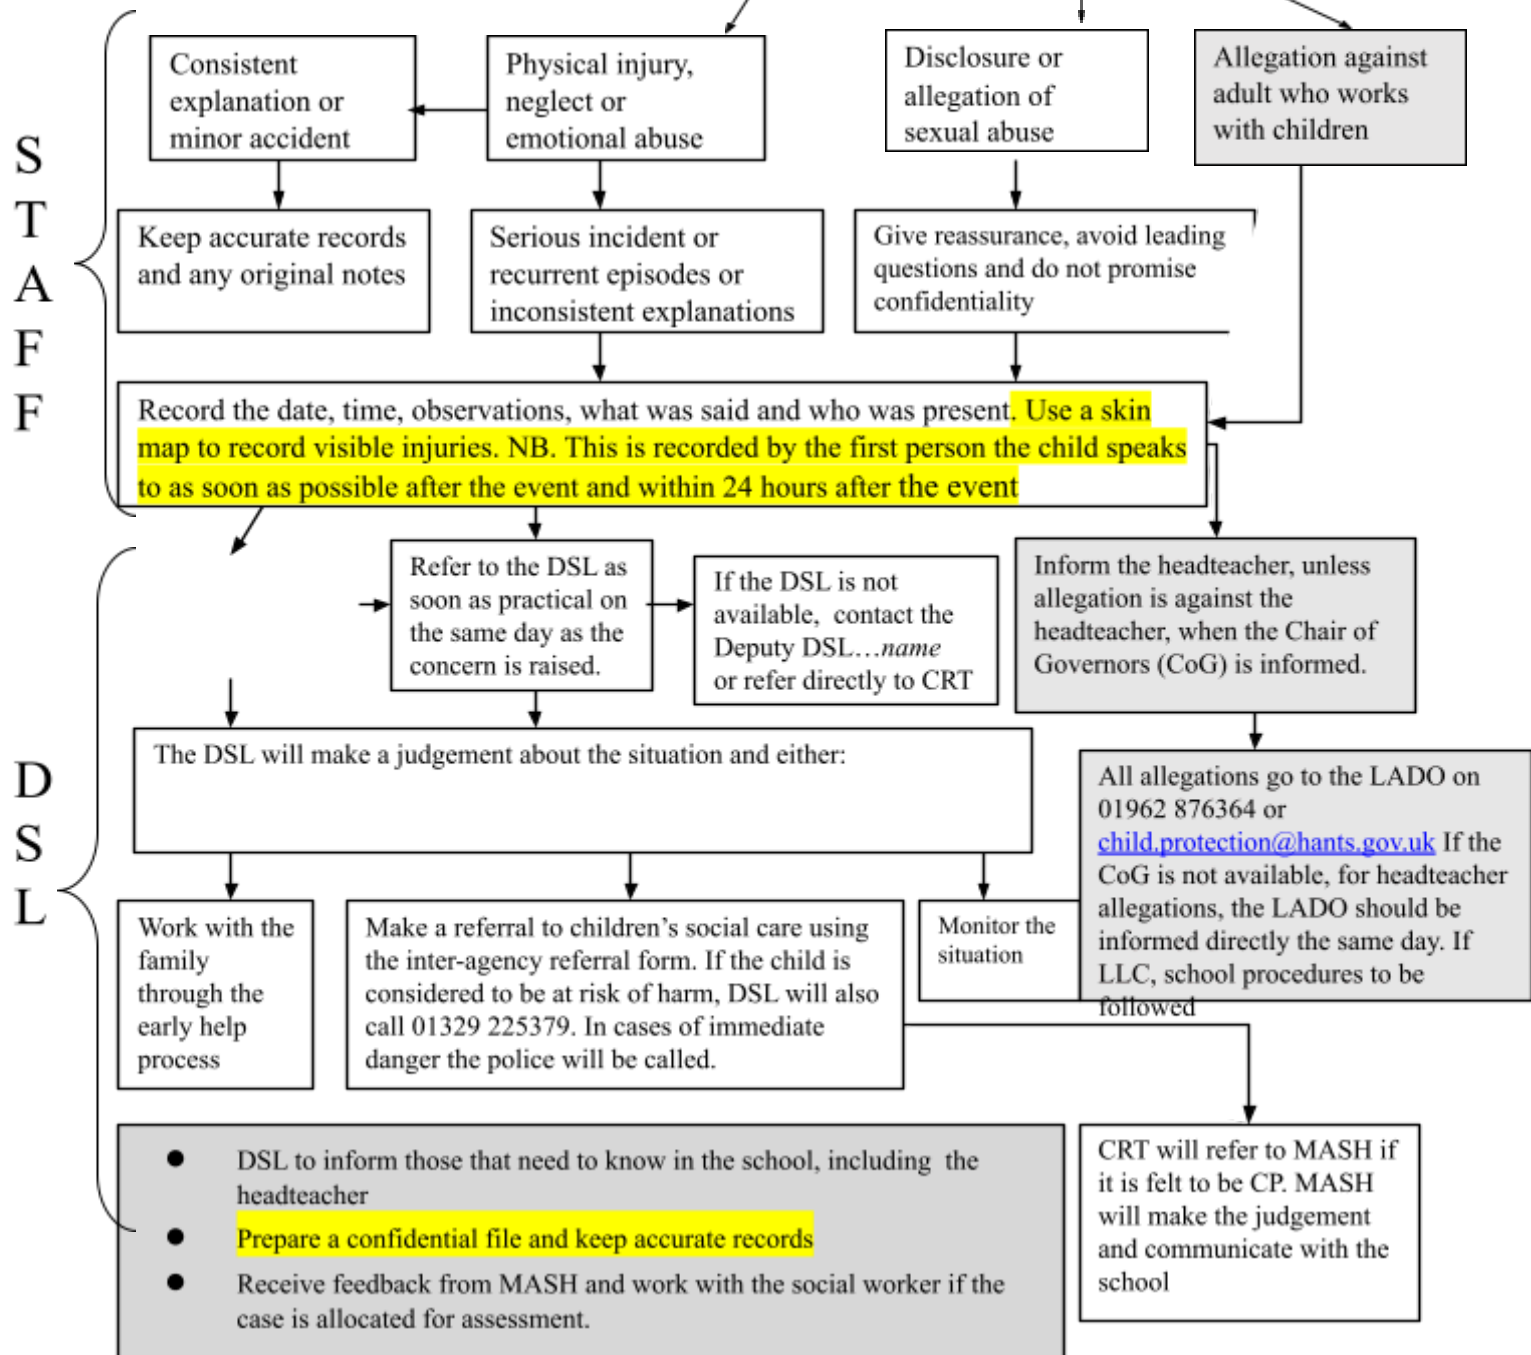 Consistent
explanation or
minor accident
Physical injury,
neglect or
emotional abuse
Disclosure or
allegation of
sexual abuse
Allegation against
adult who works
with children
S
T
A
F
F
Keep accurate records
and any original notes
Serious incident or
recurrent episodes or
inconsistent explanations
Give reassurance, avoid leading
questions and do not promise
confidentiality
Record the date, time, observations, what was said and who was present. Use a skin
map to record visible injuries. NB. This is recorded by the first person the child speaks
to as soon as possible after the event and within 24 hours after the event
Refer to the DSL as
soon as practical on
the same day as the
concern is raised.
If the DSL is not
available,  contact the
Deputy DSL…name
or refer directly to CRT
Inform the headteacher, unless
allegation is against the
headteacher, when the Chair of
Governors (CoG) is informed.
D
S
L
The DSL will make a judgement about the situation and either:
All allegations go to the LADO on
01962 876364 or
child.protection@hants.gov.uk If the
CoG is not available, for headteacher
allegations, the LADO should be
informed directly the same day. If
LLC, school procedures to be
followed
Work with the
family
through the
early help
process
Make a referral to children’s social care using
the inter-agency referral form. If the child is
considered to be at risk of harm, DSL will also
call 01329 225379. In cases of immediate
danger the police will be called.
Monitor the
situation
● DSL to inform those that need to know in the school, including  the
headteacher
● Prepare a confidential file and keep accurate records
● Receive feedback from MASH and work with the social worker if the
case is allocated for assessment.
CRT will refer to MASH if
it is felt to be CP. MASH
will make the judgement
and communicate with the
school